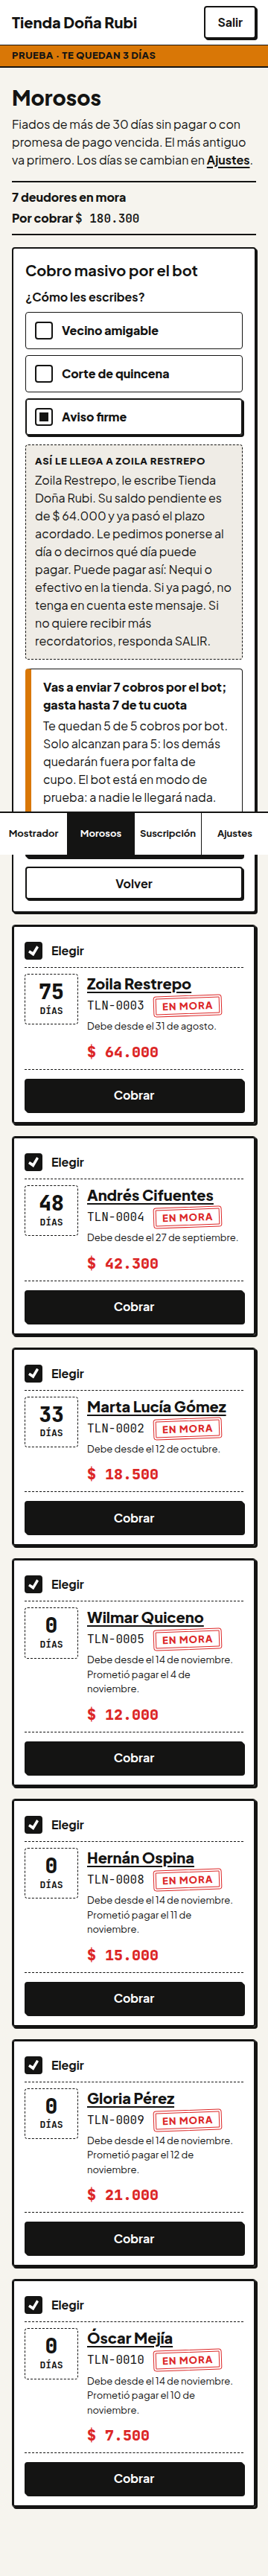 Tienda Doña Rubi
Salir
PRUEBA · TE QUEDAN 3 DÍAS
Morosos
Fiados de más de 30 días sin pagar o con
promesa de pago vencida. El más antiguo
va primero. Los días se cambian en Ajustes.
7 deudores en mora
Por cobrar $ 180.300
Cobro masivo por el bot
¿Cómo les escribes?
Vecino amigable
Corte de quincena
Aviso firme
ASÍ LE LLEGA A ZOILA RESTREPO
Zoila Restrepo, le escribe Tienda
Doña Rubi. Su saldo pendiente es
de $ 64.000 y ya pasó el plazo
acordado. Le pedimos ponerse al
día o decirnos qué día puede
pagar. Puede pagar así: Nequi o
efectivo en la tienda. Si ya pagó, no
tenga en cuenta este mensaje. Si
no quiere recibir más
recordatorios, responda SALIR.
Vas a enviar 7 cobros por el bot;
gasta hasta 7 de tu cuota
Te quedan 5 de 5 cobros por bot.
Solo alcanzan para 5: los demás
quedarán fuera por falta de
cupo. El bot está en modo de
prueba: a nadie le llegará nada.
Mostrador
Morosos
Suscripción
Ajustes
Volver
Elegir
75
DÍAS
Zoila Restrepo
TLN-0003 EN MORA
Debe desde el 31 de agosto.
$ 64.000
Cobrar
Elegir
48
DÍAS
Andrés Cifuentes
TLN-0004 EN MORA
Debe desde el 27 de septiembre.
$ 42.300
Cobrar
Elegir
33
DÍAS
Marta Lucía Gómez
TLN-0002 EN MORA
Debe desde el 12 de octubre.
$ 18.500
Cobrar
Elegir
0
DÍAS
Wilmar Quiceno
TLN-0005 EN MORA
Debe desde el 14 de noviembre.
Prometió pagar el 4 de
noviembre.
$ 12.000
Cobrar
Elegir
0
DÍAS
Hernán Ospina
TLN-0008 EN MORA
Debe desde el 14 de noviembre.
Prometió pagar el 11 de
noviembre.
$ 15.000
Cobrar
Elegir
0
DÍAS
Gloria Pérez
TLN-0009 EN MORA
Debe desde el 14 de noviembre.
Prometió pagar el 12 de
noviembre.
$ 21.000
Cobrar
Elegir
0
DÍAS
Óscar Mejía
TLN-0010 EN MORA
Debe desde el 14 de noviembre.
Prometió pagar el 10 de
noviembre.
$ 7.500
Cobrar